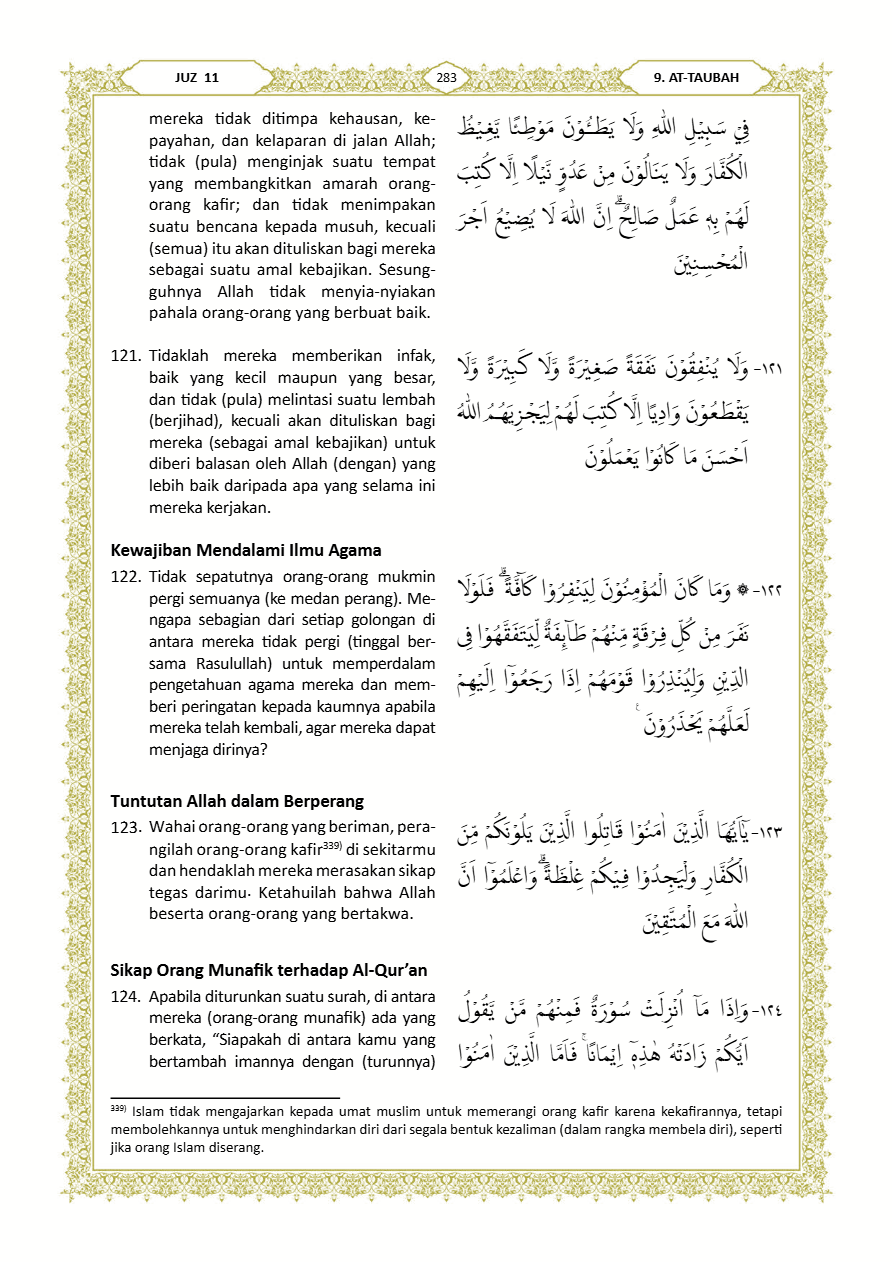 JUZ 11
283
9. AT-TAUBAH
mereka tidak ditimpa kehausan, ke-
payahan, dan kelaparan di jalan Allah;
tidak (pula) menginjak suatu tempat
yang membangkitkan amarah orang-
orang kafir; dan tidak menimpakan
suatu bencana kepada musuh, kecuali
(semua) itu akan dituliskan bagi mereka
sebagai suatu amal kebajikan. Sesung-
guhnya Allah tidak menyia-nyiakan
pahala orang-orang yang berbuat baik.
فِيْ سَبِيْلِ اللّٰهِ وَلَا يَطَـُٔوْنَ مَوْطِئًا يَّغِيْظُ
الْكُفَّارَ وَلَا يَنَالُوْنَ مِنْ عَدُوٍّ نَّيْلًا اِلَّا كُتِبَ
لَهُمْ بِهٖ عَمَلٌ صَالِحٌۗ اِنَّ اللّٰهَ لَا يُضِيْعُ اَجْرَ
الْمُحْسِنِيْنَ
121. Tidaklah mereka memberikan infak,
baik yang kecil maupun yang besar,
dan tidak (pula) melintasi suatu lembah
(berjihad), kecuali akan dituliskan bagi
mereka (sebagai amal kebajikan) untuk
diberi balasan oleh Allah (dengan) yang
lebih baik daripada apa yang selama ini
mereka kerjakan.
١٢١- وَلَا يُنْفِقُوْنَ نَفَقَةً صَغِيْرَةً وَّلَا كَبِيْرَةً وَّلَا
يَقْطَعُوْنَ وَادِيًا اِلَّا كُتِبَ لَهُمْ لِيَجْزِيَهُمُ اللّٰهُ
اَحْسَنَ مَا كَانُوْا يَعْمَلُوْنَ
Kewajiban Mendalami Ilmu Agama
122. Tidak sepatutnya orang-orang mukmin
pergi semuanya (ke medan perang). Me-
ngapa sebagian dari setiap golongan di
antara mereka tidak pergi (tinggal ber-
sama Rasulullah) untuk memperdalam
pengetahuan agama mereka dan mem-
beri peringatan kepada kaumnya apabila
mereka telah kembali, agar mereka dapat
menjaga dirinya?
١٢٢- ۞ وَمَا كَانَ الْمُؤْمِنُوْنَ لِيَنْفِرُوْا كَاۤفَّةًۗ فَلَوْلَا
نَفَرَ مِنْ كُلِّ فِرْقَةٍ مِّنْهُمْ طَاۤىِٕفَةٌ لِّيَتَفَقَّهُوْا فِى
الدِّيْنِ وَلِيُنْذِرُوْا قَوْمَهُمْ اِذَا رَجَعُوْٓا اِلَيْهِمْ
لَعَلَّهُمْ يَحْذَرُوْنَ ࣖ
Tuntutan Allah dalam Berperang
123. Wahai orang-orang yang beriman, pera-
ngilah orang-orang kafir³³⁹⁾ di sekitarmu
dan hendaklah mereka merasakan sikap
tegas darimu. Ketahuilah bahwa Allah
beserta orang-orang yang bertakwa.
١٢٣- يٰٓاَيُّهَا الَّذِيْنَ اٰمَنُوْا قَاتِلُوا الَّذِيْنَ يَلُوْنَكُمْ مِّنَ
الْكُفَّارِ وَلْيَجِدُوْا فِيْكُمْ غِلْظَةًۗ وَاعْلَمُوْٓا اَنَّ
اللّٰهَ مَعَ الْمُتَّقِيْنَ
Sikap Orang Munafik terhadap Al-Qur’an
124. Apabila diturunkan suatu surah, di antara
mereka (orang-orang munafik) ada yang
berkata, “Siapakah di antara kamu yang
bertambah imannya dengan (turunnya)
١٢٤- وَاِذَا مَآ اُنْزِلَتْ سُوْرَةٌ فَمِنْهُمْ مَّنْ يَّقُوْلُ
اَيُّكُمْ زَادَتْهُ هٰذِهٖٓ اِيْمَانًاۚ فَاَمَّا الَّذِيْنَ اٰمَنُوْا
³³⁹⁾ Islam tidak mengajarkan kepada umat muslim untuk memerangi orang kafir karena kekafirannya, tetapi
membolehkannya untuk menghindarkan diri dari segala bentuk kezaliman (dalam rangka membela diri), seperti
jika orang Islam diserang.